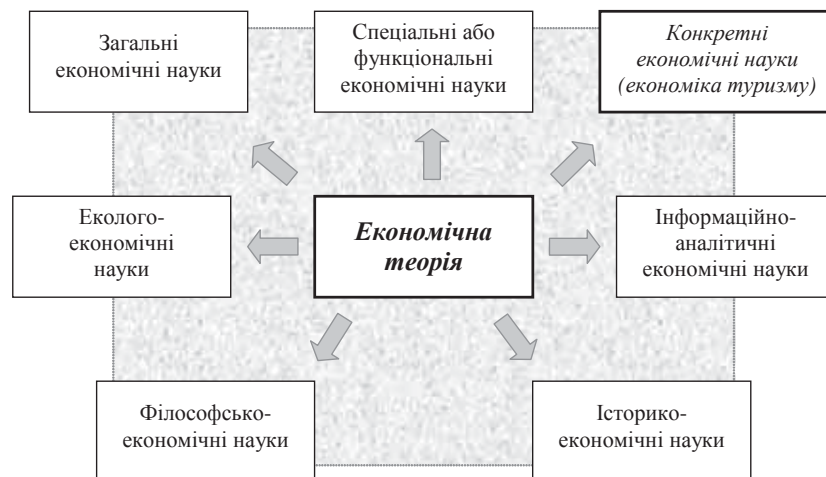 Загальні
економічні науки
Спеціальні або
функціональні
економічні науки
Конкретні
економічні науки
(економіка туризму)
Еколого-
економічні
науки
Економічна
теорія
Інформаційно-
аналітичні
економічні науки
Філософсько-
економічні науки
Історико-
економічні науки